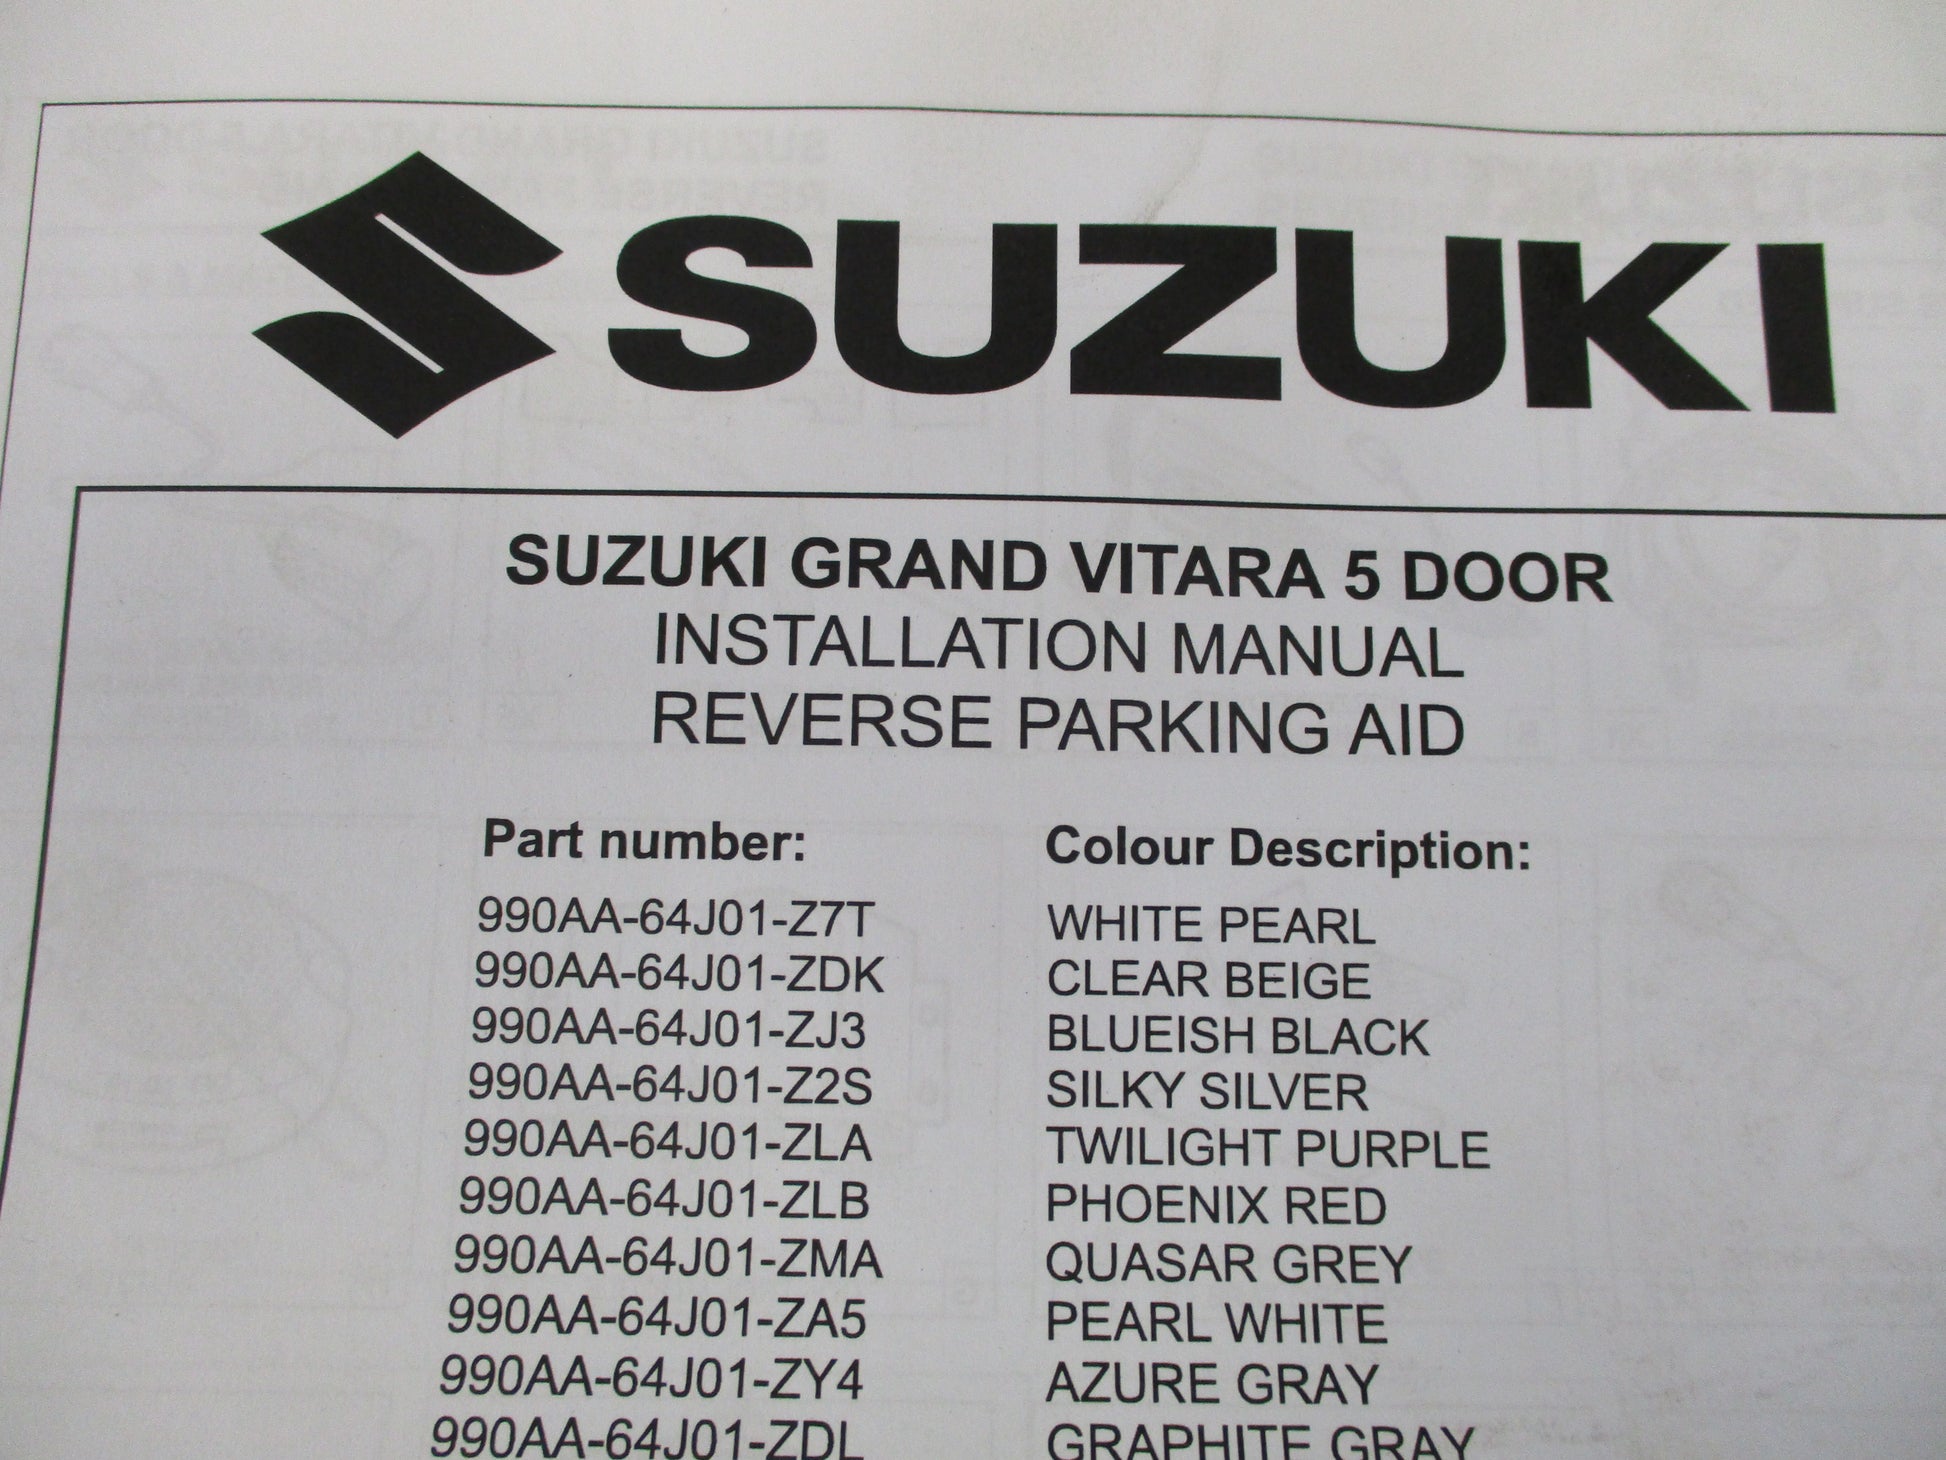 SUZUKI
SUZUKI GRAND VITARA 5 DOOR
INSTALLATION MANUAL
REVERSE PARKING AID
Part number: Colour Description:
990AA-64J01-Z7T WHITE PEARL
990AA-64J01-ZDK CLEAR BEIGE
990AA-64J01-ZJ3 BLUEISH BLACK
990AA-64J01-Z2S SILKY SILVER
990AA-64J01-ZLA TWILIGHT PURPLE
990AA-64J01-ZLB PHOENIX RED
990AA-64J01-ZMA QUASAR GREY
990AA-64J01-ZA5 PEARL WHITE
990AA-64J01-ZY4 AZURE GRAY
990AA-64J01-ZDL GRAPHITE GRAY